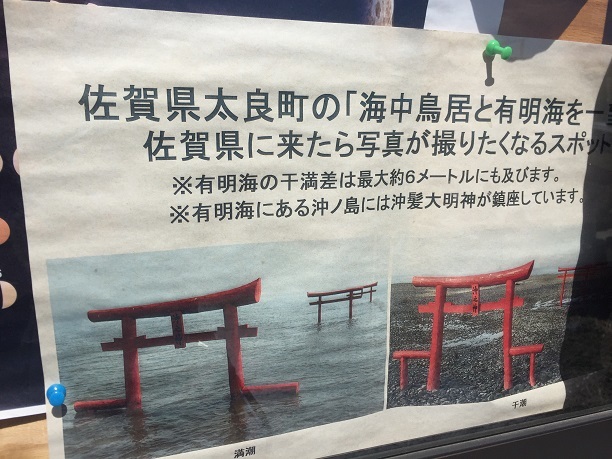 佐賀県太良町の「海中鳥居と有明海を一
佐賀県に来たら写真が撮りたくなるスポット
※有明海の干満差は最大約6メートルにも及びます。
※有明海にある沖ノ島には沖髪大明神が鎮座しています。
満潮
干潮